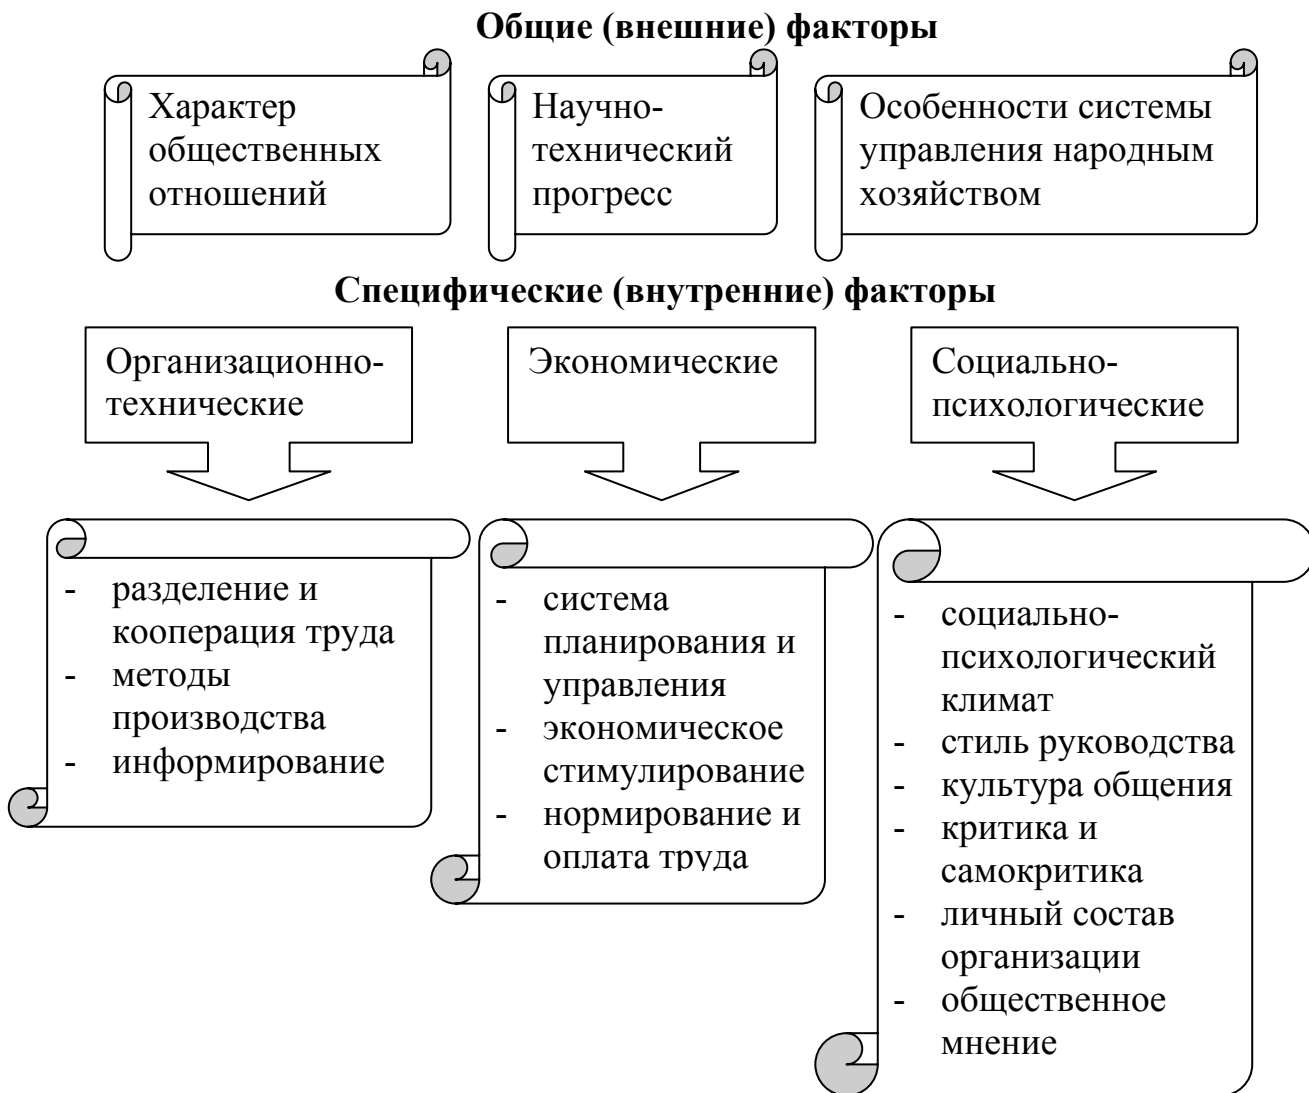 Общие (внешние) факторы
Характер
общественных
отношений
Научно-
технический
прогресс
Особенности системы
управления народным
хозяйством
Специфические (внутренние) факторы
Организационно-
технические
Экономические
Социально-
психологические
- разделение и
кооперация труда
- методы
производства
- информирование
- система
планирования и
управления
- экономическое
стимулирование
- нормирование и
оплата труда
- социально-
психологический
климат
- стиль руководства
- культура общения
- критика и
самокритика
- личный состав
организации
- общественное
мнение